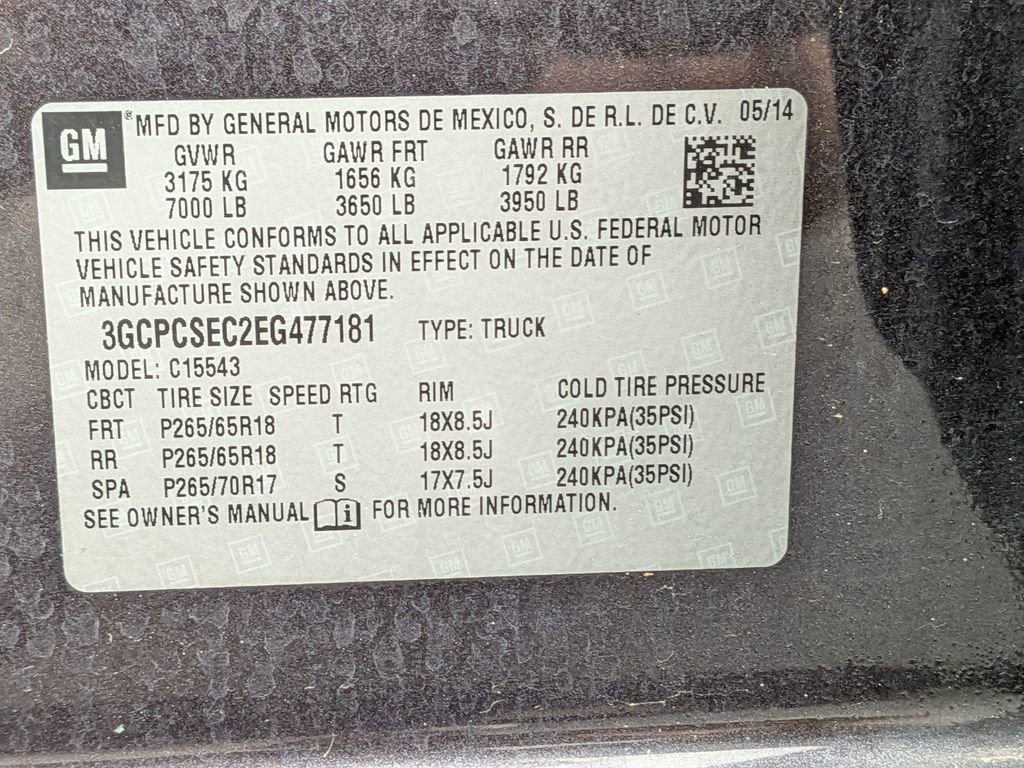 GM ® MFD BY GENERAL MOTORS DE MEXICO, S. DE R.L. DE C.V. 05/14
GVWR GAWR FRT GAWR RR
3175 KG 1656 KG 1792 KG
7000 LB 3650 LB 3950 LB
THIS VEHICLE CONFORMS TO ALL APPLICABLE U.S. FEDERAL MOTOR
VEHICLE SAFETY STANDARDS IN EFFECT ON THE DATE OF
MANUFACTURE SHOWN ABOVE.
3GCPCSEC2EG477181 TYPE: TRUCK
MODEL: C15543
CBCT TIRE SIZE SPEED RTG RIM COLD TIRE PRESSURE
FRT P265/65R18 T 18X8.5J 240KPA(35PSI)
RR P265/65R18 T 18X8.5J 240KPA(35PSI)
SPA P265/70R17 S 17X7.5J 240KPA(35PSI)
SEE OWNER'S MANUAL i FOR MORE INFORMATION.